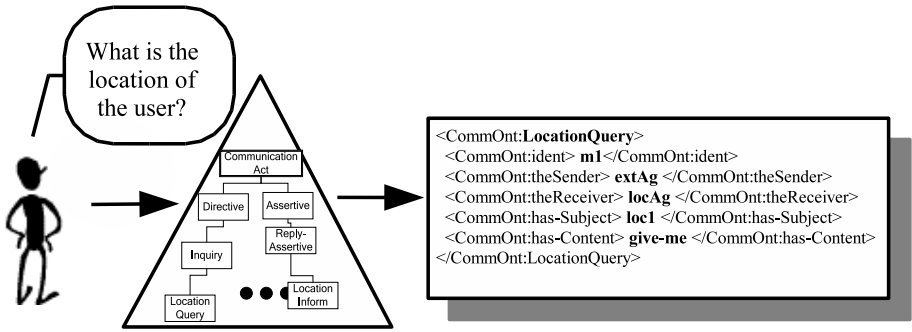 What is the
location of
the user?
Communication
Act
Directive
Assertive
Inquiry
Reply-
Assertive
Location
Query
Location
Inform
<CommOnt:LocationQuery>
<CommOnt:ident> m1</CommOnt:ident>
<CommOnt:theSender> extAg </CommOnt:theSender>
<CommOnt:theReceiver> locAg </CommOnt:theReceiver>
<CommOnt:has-Subject> loc1 </CommOnt:has-Subject>
<CommOnt:has-Content> give-me </CommOnt:has-Content>
</CommOnt:LocationQuery>